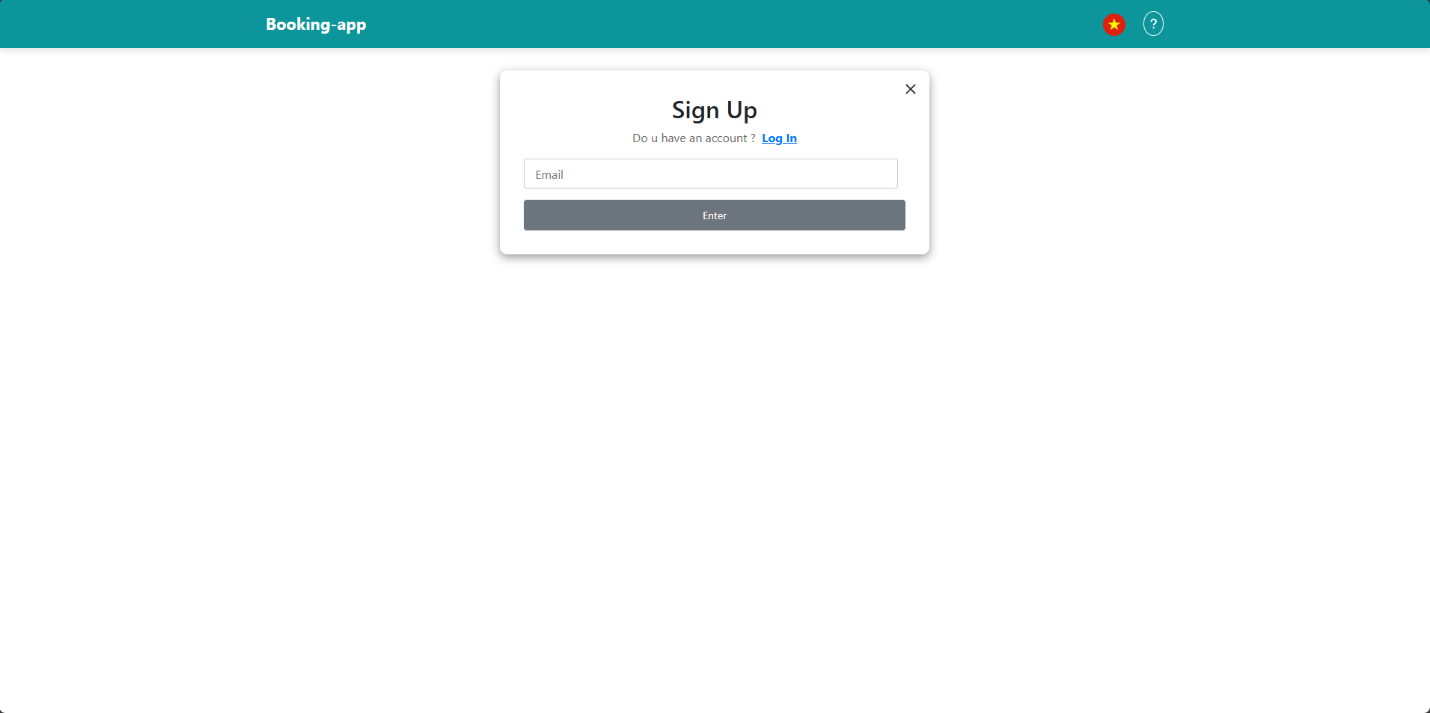 Booking-app ?
Sign Up
Do u have an account ? Log In
Email
Enter